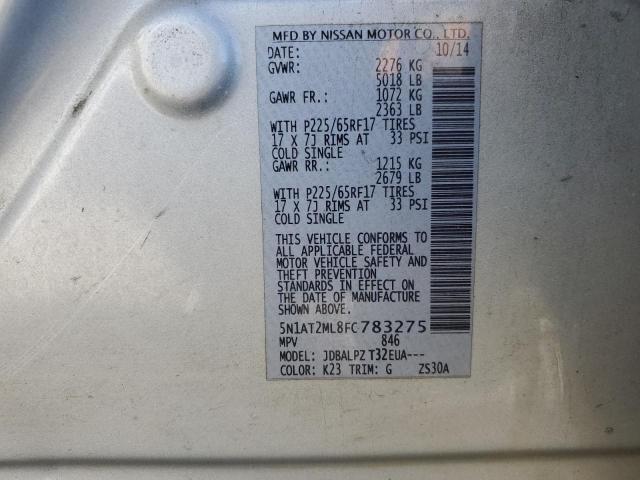 MFD BY NISSAN MOTOR CO., LTD.
DATE: 10/14
GVWR: 2276 KG
5018 LB
GAWR FR.: 1072 KG
2363 LB
WITH P225/65RF17 TIRES
17 X 7J RIMS AT 33 PSI
COLD SINGLE
GAWR RR.: 1215 KG
2679 LB
WITH P225/65RF17 TIRES
17 X 7J RIMS AT 33 PSI
COLD SINGLE
THIS VEHICLE CONFORMS TO
ALL APPLICABLE FEDERAL
MOTOR VEHICLE SAFETY AND
THEFT PREVENTION
STANDARDS IN EFFECT ON
THE DATE OF MANUFACTURE
SHOWN ABOVE.
5N1AT2ML8FC783275
MPV 846
MODEL: JDBALPZ T32EUA---
COLOR: K23 TRIM: G ZS30A